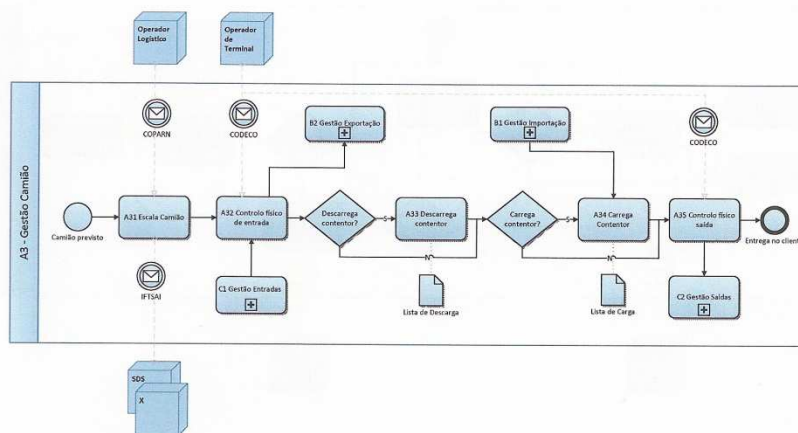 Operador
Logístico
Operador
de
Terminal
A3 - Gestão Camião
COPARN
CODECO
B2 Gestão Exportação
B1 Gestão Importação
CODECO
Camião previsto
A31 Escala Camião
A32 Controlo físico
de entrada
Descarrega
contentor?
S
A33 Descarrega
contentor
Carrega
contentor?
S
A34 Carrega
Contentor
A35 Controlo físico
saída
Entrega no client
N
N
IFTSAI
C1 Gestão Entradas
Lista de Descarga
Lista de Carga
C2 Gestão Saídas
SDS
X